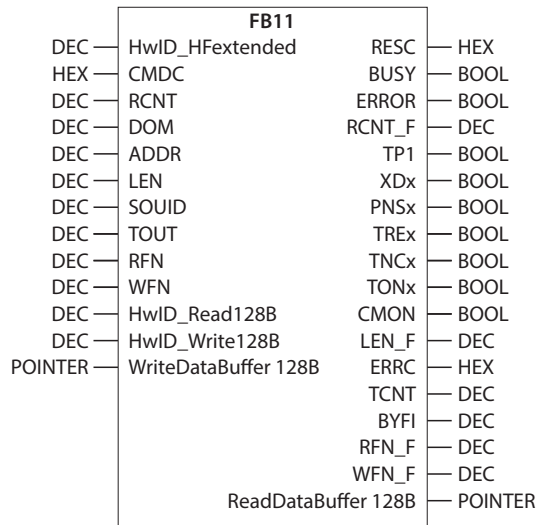 FB11
DEC HwID_HFextended RESC HEX
HEX CMDC BUSY BOOL
DEC RCNT ERROR BOOL
DEC DOM RCNT_F DEC
DEC ADDR TP1 BOOL
DEC LEN XDx BOOL
DEC SOUID PNSx BOOL
DEC TOUT TREx BOOL
DEC RFN TNCx BOOL
DEC WFN TONx BOOL
DEC HwID_Read128B CMON BOOL
DEC HwID_Write128B LEN_F DEC
POINTER WriteDataBuffer 128B ERRC HEX
TCNT DEC
BYFI DEC
RFN_F DEC
WFN_F DEC
ReadDataBuffer 128B POINTER